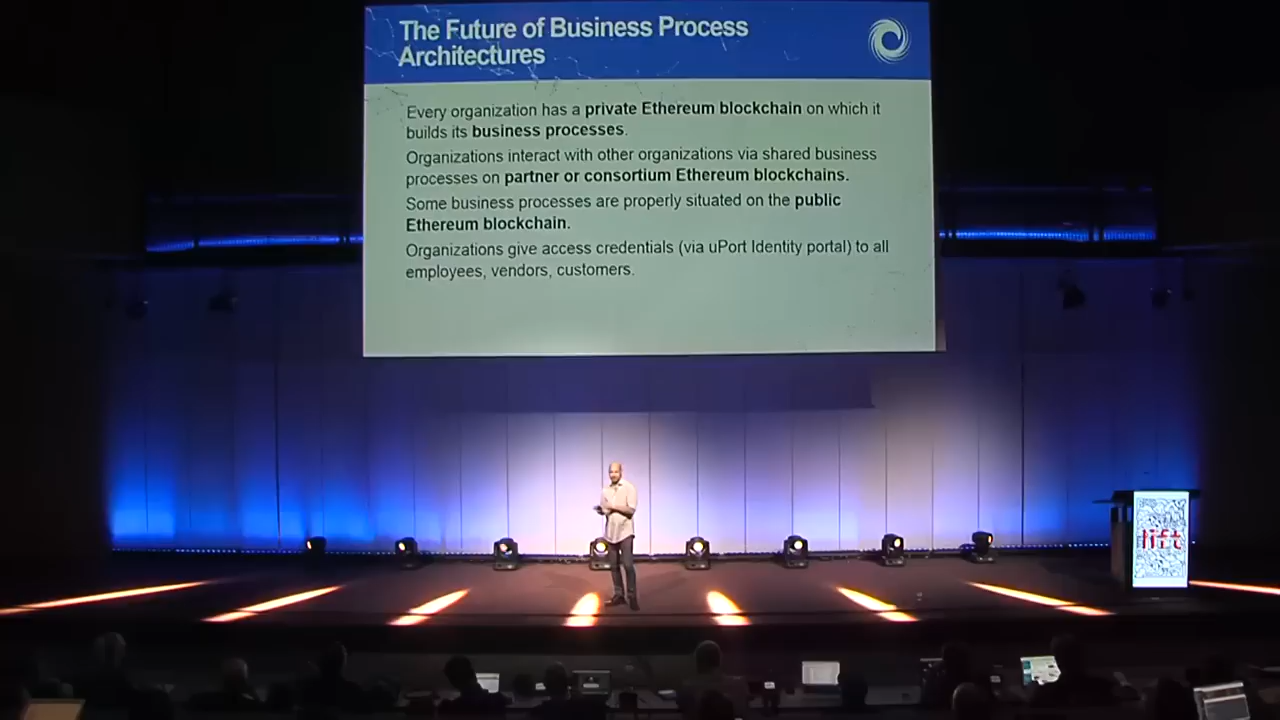 The Future of Business Process
Architectures
Every organization has a private Ethereum blockchain on which it
builds its business processes.
Organizations interact with other organizations via shared business
processes on partner or consortium Ethereum blockchains.
Some business processes are properly situated on the public
Ethereum blockchain.
Organizations give access credentials (via uPort Identity portal) to all
employees, vendors, customers.
lift